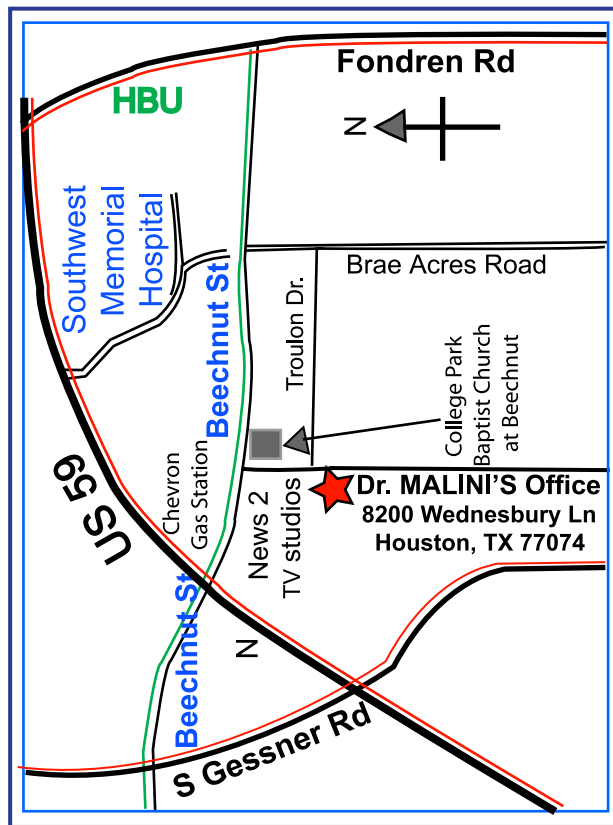 Fondren Rd
HBU
N
Southwest
Memorial
Hospital
Beechnut St
Brae Acres Road
Troulon Dr.
College Park
Baptist Church
at Beechnut
US 59
Chevron
Gas Station
News 2
TV studios
Dr. MALINI'S Office
8200 Wednesbury Ln
Houston, TX 77074
Beechnut St
N
S Gessner Rd